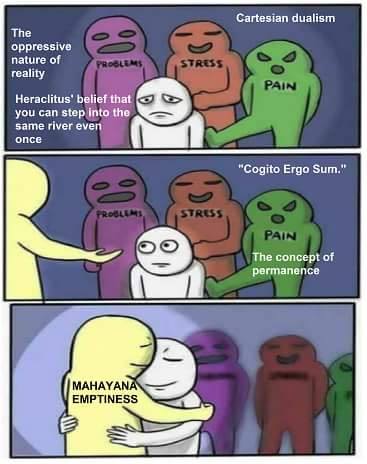 Cartesian dualism
The
oppressive
nature of
reality
PROBLEMS
STRESS
PAIN
Heraclitus' belief that
you can step into the
same river even
once
"Cogito Ergo Sum."
PROBLEMS
STRESS
PAIN
The concept of
permanence
MAHAYANA
EMPTINESS